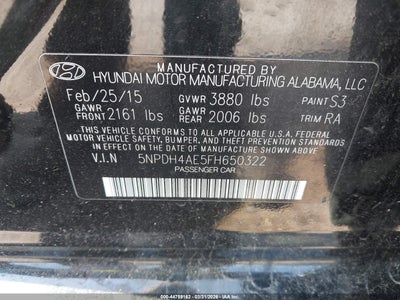 MANUFACTURED BY
HYUNDAI MOTOR MANUFACTURING ALABAMA, LLC
Feb/25/15 GVWR 3880 lbs PAINT S3
GAWR FRONT 2161 lbs GAWR REAR 2006 lbs TRIM RA
THIS VEHICLE CONFORMS TO ALL APPLICABLE U.S.A. FEDERAL
MOTOR VEHICLE SAFETY, BUMPER, AND THEFT PREVENTION
STANDARDS IN EFFECT ON THE DATE OF MANUFACTURE SHOWN ABOVE.
V.I.N 5NPDH4AE5FH650322
PASSENGER CAR